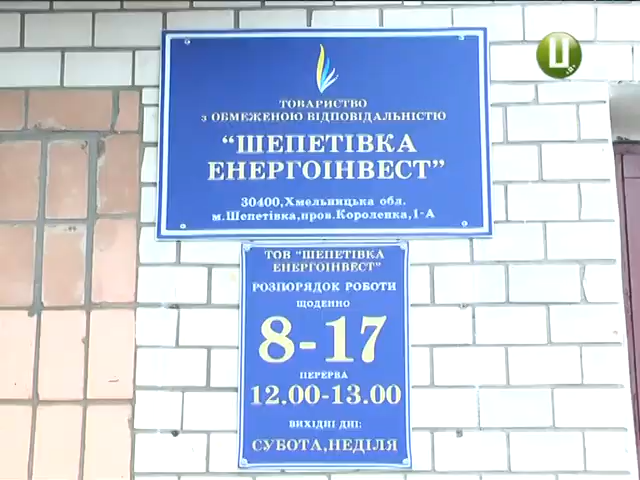 Ц
ТОВАРИСТВО
З ОБМЕЖЕНОЮ ВІДПОВІДАЛЬНІСТЮ
"ШЕПЕТІВКА
ЕНЕРГОІНВЕСТ"
30400,Хмельницька обл.
м.Шепетівка,пров.Короленка,1-А
ТОВ "ШЕПЕТІВКА
ЕНЕРГОІНВЕСТ"
РОЗПОРЯДОК РОБОТИ
ЩОДЕННО
8-17
ПЕРЕРВА
12.00-13.00
ВИХІДНІ ДНІ:
СУБОТА,НЕДІЛЯ